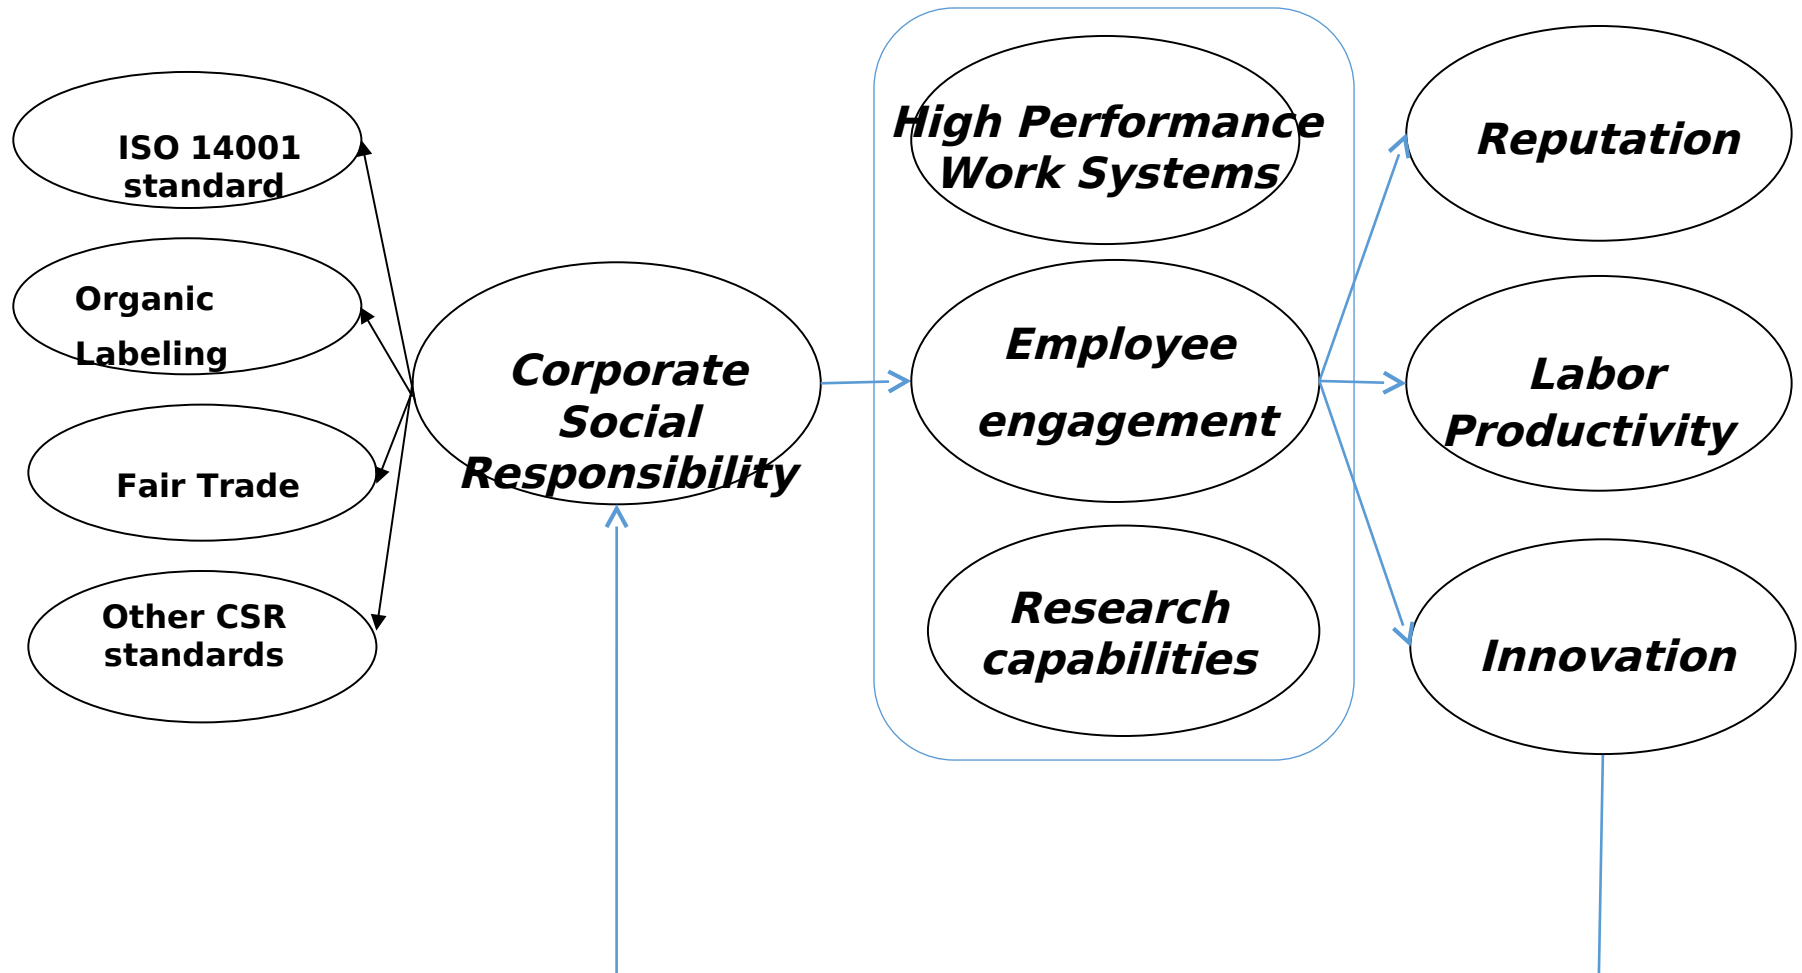 ISO 14001
standard
Organic
Labeling
Fair Trade
Other CSR
standards
Corporate
Social
Responsibility
High Performance
Work Systems
Employee
engagement
Research
capabilities
Reputation
Labor
Productivity
Innovation